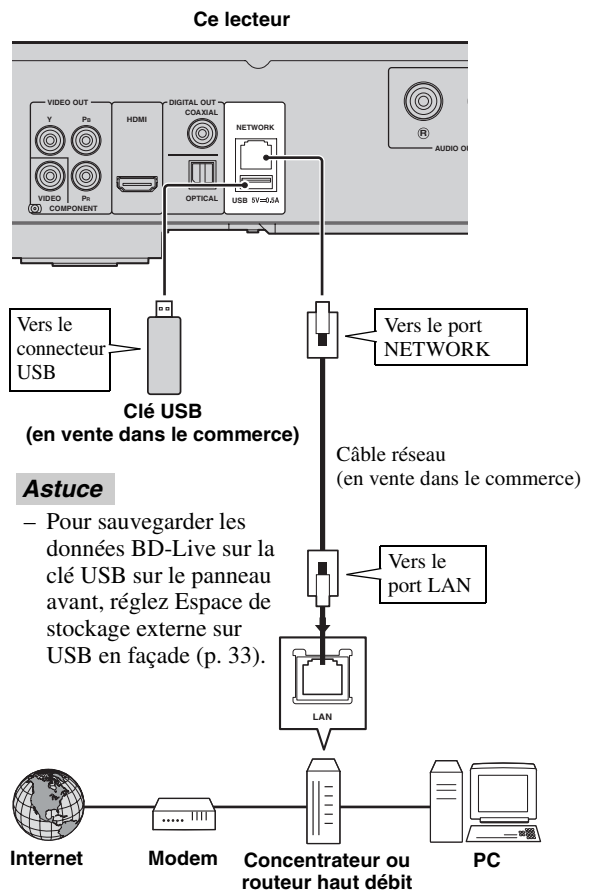 Ce lecteur
VIDEO OUT
Y
PB
VIDEO
PR
COMPONENT
HDMI
DIGITAL OUT
COAXIAL
OPTICAL
NETWORK
USB 5V⎓0.5A
R
AUDIO OU
Vers le
connecteur
USB
Clé USB
(en vente dans le commerce)
Vers le port
NETWORK
Câble réseau
(en vente dans le commerce)
Astuce
– Pour sauvegarder les
données BD-Live sur la
clé USB sur le panneau
avant, réglez Espace de
stockage externe sur
USB en façade (p. 33).
Vers le
port LAN
LAN
Internet
Modem
Concentrateur ou
routeur haut débit
PC